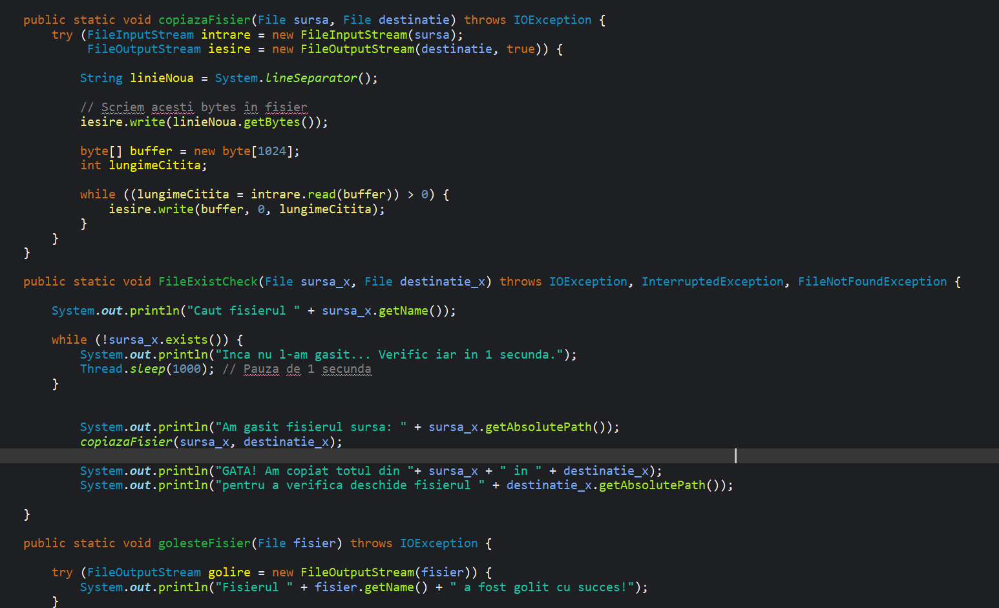 public static void copiazaFisier(File sursa, File destinatie) throws IOException {
    try (FileInputStream intrare = new FileInputStream(sursa);
         FileOutputStream iesire = new FileOutputStream(destinatie, true)) {
        String linieNoua = System.lineSeparator();
        // Scriem acești bytes în fișier
        iesire.write(linieNoua.getBytes());
        byte[] buffer = new byte[1024];
        int lungimeCitita;
        while ((lungimeCitita = intrare.read(buffer)) > 0) {
            iesire.write(buffer, 0, lungimeCitita);
        }
    }
}
public static void FileExistCheck(File sursa_x, File destinatie_x) throws IOException, InterruptedException, FileNotFoundException {
    System.out.println("Caut fisierul " + sursa_x.getName());
    while (!sursa_x.exists()) {
        System.out.println("Inca nu l-am gasit... Verific iar in 1 secunda.");
        Thread.sleep(1000); // Pauza de 1 secunda
    }
        System.out.println("Am gasit fisierul sursa: " + sursa_x.getAbsolutePath());
        copiazaFisier(sursa_x, destinatie_x);
        System.out.println("GATA! Am copiat totul din "+ sursa_x + " in " + destinatie_x);
        System.out.println("pentru a verifica deschide fisierul " + destinatie_x.getAbsolutePath());
}
public static void golesteFisier(File fisier) throws IOException {
    try (FileOutputStream golire = new FileOutputStream(fisier)) {
        System.out.println("Fisierul " + fisier.getName() + " a fost golit cu succes!");
    }